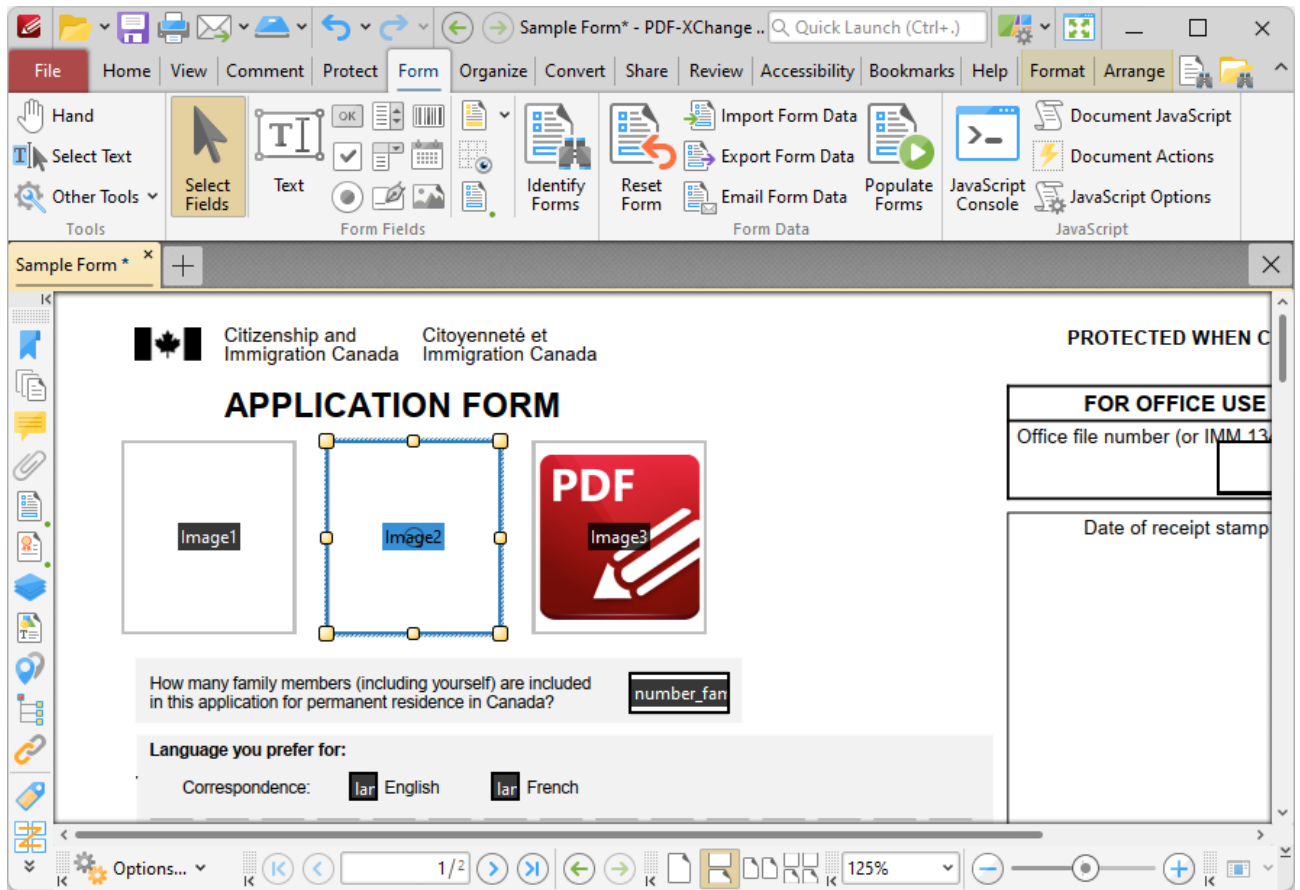 Sample Form* - PDF-XChange .. Quick Launch (Ctrl+.)
File Home View Comment Protect Form Organize Convert Share Review Accessibility Bookmarks Help Format Arrange
Hand
Select Text
Other Tools
Tools
Select Fields
Text
OK
Form Fields
Identify Forms
Reset Form
Import Form Data
Export Form Data
Email Form Data
Populate Forms
Form Data
JavaScript Console
Document JavaScript
Document Actions
JavaScript Options
JavaScript
Sample Form *
Citizenship and Immigration Canada
Citoyenneté et Immigration Canada
PROTECTED WHEN C
APPLICATION FORM
FOR OFFICE USE
Office file number (or IMM 13
Date of receipt stamp
Image1
Image2
PDF
Image3
How many family members (including yourself) are included
in this application for permanent residence in Canada?
number_fam
Language you prefer for:
Correspondence: lar English lar French
Options... 1/2 125%